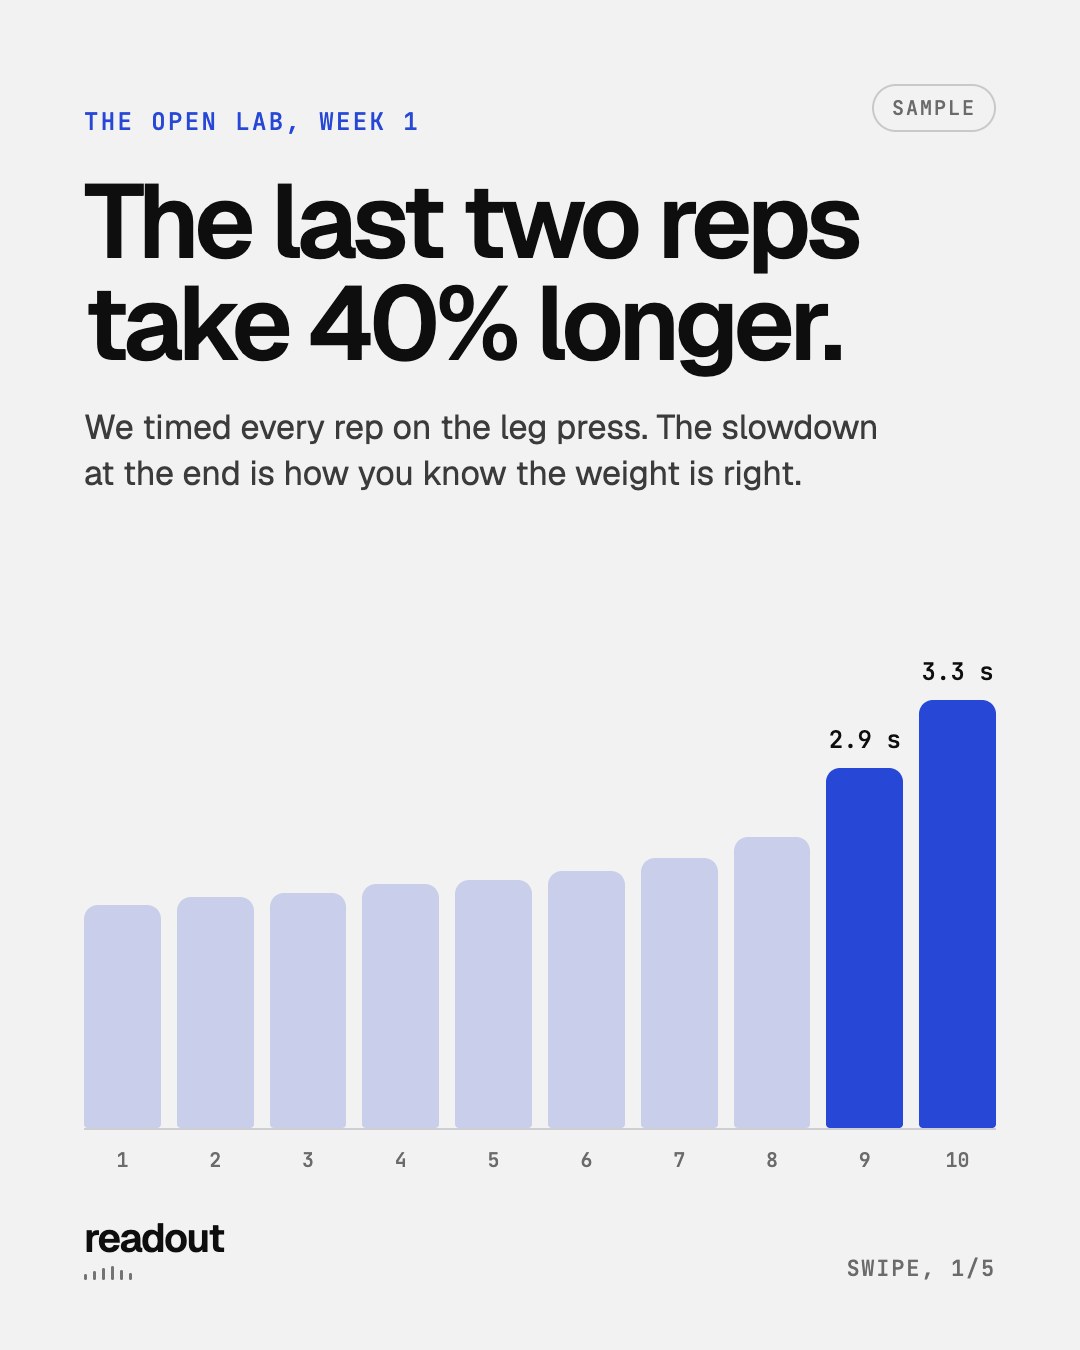 THE OPEN LAB, WEEK 1
SAMPLE
The last two reps
take 40% longer.
We timed every rep on the leg press. The slowdown
at the end is how you know the weight is right.
3.3 s
2.9 s
1 2 3 4 5 6 7 8 9 10
readout
SWIPE, 1/5